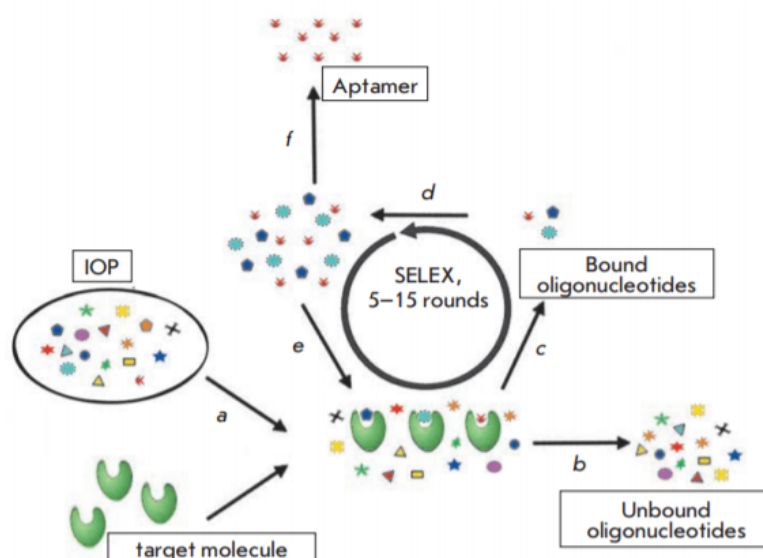 Aptamer
f
d
IOP
SELEX,
5–15 rounds
Bound
oligonucleotides
e
c
a
b
target molecule
Unbound
oligonucleotides